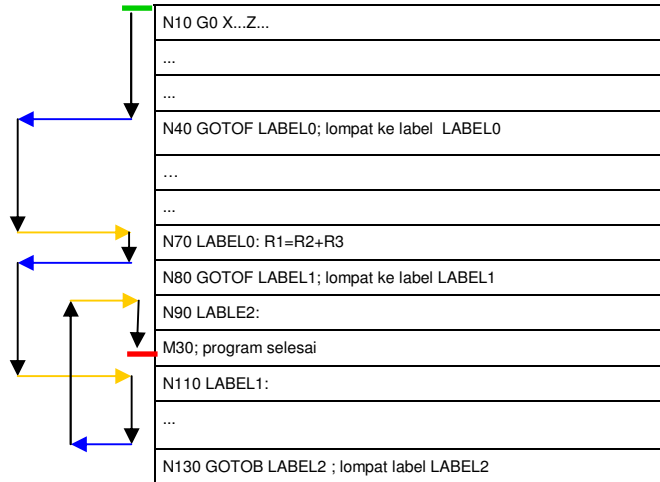 N10 G0 X...Z...
...
...
N40 GOTOF LABEL0; lompat ke label LABEL0
...
...
N70 LABEL0: R1=R2+R3
N80 GOTOF LABEL1; lompat ke label LABEL1
N90 LABLE2:
M30; program selesai
N110 LABEL1:
...
N130 GOTOB LABEL2 ; lompat label LABEL2